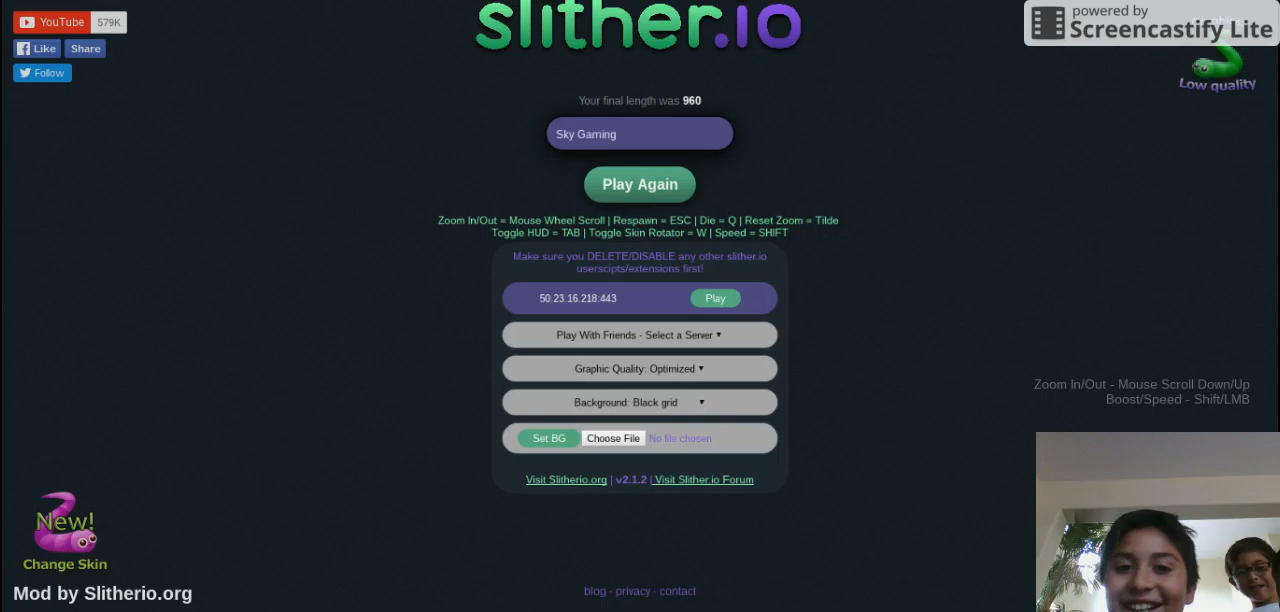 YouTube 579K
Like Share
Follow
slither.io
powered by
Screencastify Lite
Low quality
Your final length was 960
Sky Gaming
Play Again
Zoom In/Out = Mouse Wheel Scroll | Respawn = ESC | Die = Q | Reset Zoom = Tilde
Toggle HUD = TAB | Toggle Skin Rotator = W | Speed = SHIFT
Make sure you DELETE/DISABLE any other slither.io
userscipts/extensions first!
50.23.16.218:443 Play
Play With Friends - Select a Server
Graphic Quality: Optimized
Background: Black grid
Set BG Choose File No file chosen
Visit Slitherio.org | v2.1.2 | Visit Slither.io Forum
Zoom In/Out - Mouse Scroll Down/Up
Boost/Speed - Shift/LMB
New!
Change Skin
Mod by Slitherio.org
blog · privacy · contact